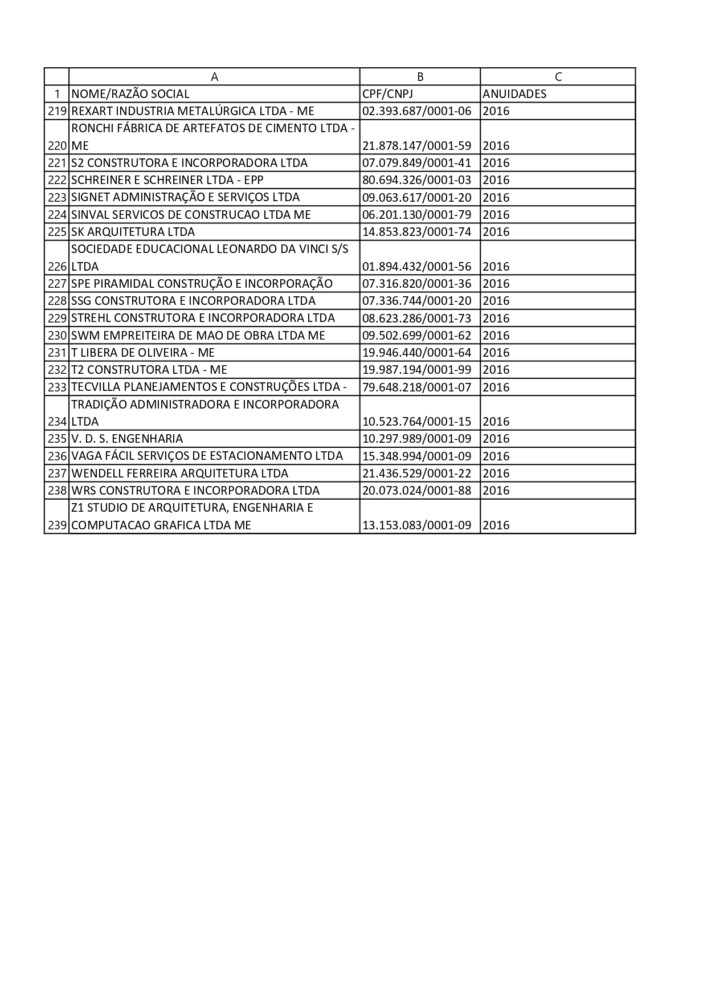 A B C
1 NOME/RAZÃO SOCIAL CPF/CNPJ ANUIDADES
219 REXART INDUSTRIA METALÚRGICA LTDA - ME 02.393.687/0001-06 2016
RONCHI FÁBRICA DE ARTEFATOS DE CIMENTO LTDA -
220 ME 21.878.147/0001-59 2016
221 S2 CONSTRUTORA E INCORPORADORA LTDA 07.079.849/0001-41 2016
222 SCHREINER E SCHREINER LTDA - EPP 80.694.326/0001-03 2016
223 SIGNET ADMINISTRAÇÃO E SERVIÇOS LTDA 09.063.617/0001-20 2016
224 SINVAL SERVICOS DE CONSTRUCAO LTDA ME 06.201.130/0001-79 2016
225 SK ARQUITETURA LTDA 14.853.823/0001-74 2016
SOCIEDADE EDUCACIONAL LEONARDO DA VINCI S/S
226 LTDA 01.894.432/0001-56 2016
227 SPE PIRAMIDAL CONSTRUÇÃO E INCORPORAÇÃO 07.316.820/0001-36 2016
228 SSG CONSTRUTORA E INCORPORADORA LTDA 07.336.744/0001-20 2016
229 STREHL CONSTRUTORA E INCORPORADORA LTDA 08.623.286/0001-73 2016
230 SWM EMPREITEIRA DE MAO DE OBRA LTDA ME 09.502.699/0001-62 2016
231 T LIBERA DE OLIVEIRA - ME 19.946.440/0001-64 2016
232 T2 CONSTRUTORA LTDA - ME 19.987.194/0001-99 2016
233 TECVILLA PLANEJAMENTOS E CONSTRUÇÕES LTDA - 79.648.218/0001-07 2016
TRADIÇÃO ADMINISTRADORA E INCORPORADORA
234 LTDA 10.523.764/0001-15 2016
235 V. D. S. ENGENHARIA 10.297.989/0001-09 2016
236 VAGA FÁCIL SERVIÇOS DE ESTACIONAMENTO LTDA 15.348.994/0001-09 2016
237 WENDELL FERREIRA ARQUITETURA LTDA 21.436.529/0001-22 2016
238 WRS CONSTRUTORA E INCORPORADORA LTDA 20.073.024/0001-88 2016
Z1 STUDIO DE ARQUITETURA, ENGENHARIA E
239 COMPUTACAO GRAFICA LTDA ME 13.153.083/0001-09 2016